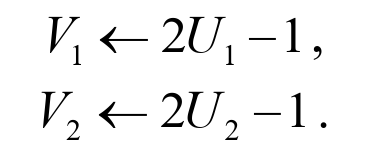 V₁ ← 2U₁ − 1,
V₂ ← 2U₂ − 1.